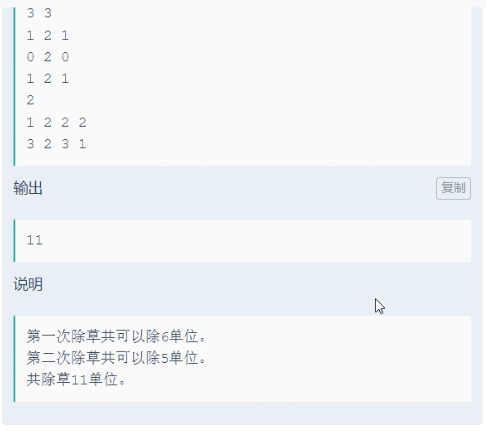 3 3
1 2 1
0 2 0
1 2 1
2
1 2 2 2
3 2 3 1
输出
复制
11
说明
第一次除草共可以除6单位。
第二次除草共可以除5单位。
共除草11单位。